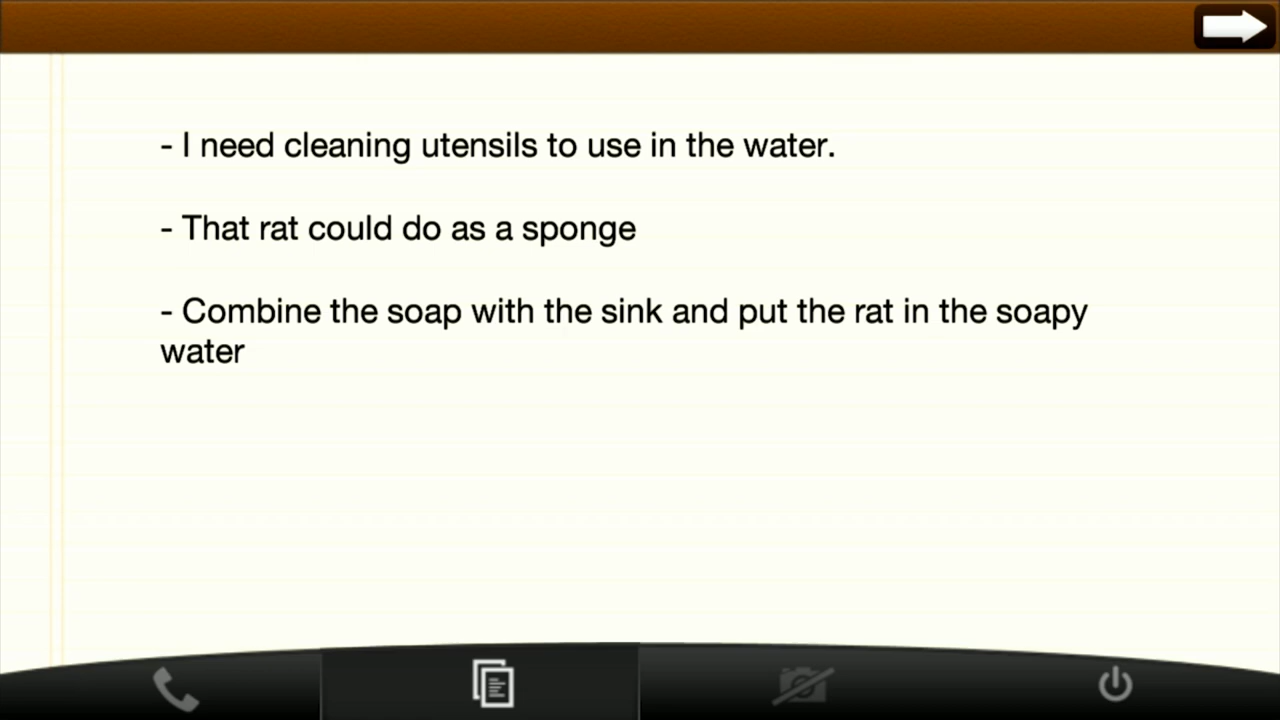 - I need cleaning utensils to use in the water.
- That rat could do as a sponge
- Combine the soap with the sink and put the rat in the soapy
water